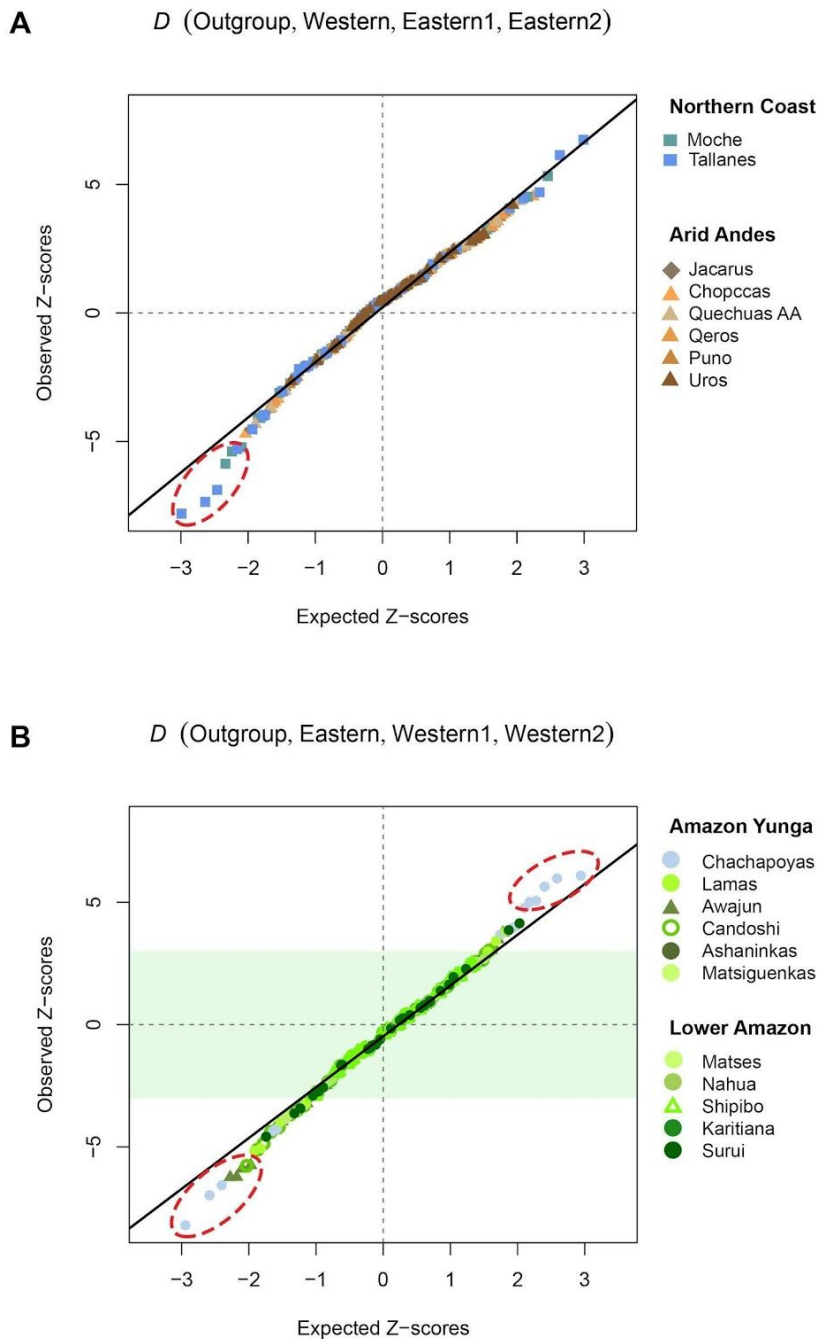 A
D (Outgroup, Western, Eastern1, Eastern2)
Northern Coast
Moche
Tallanes
Arid Andes
Jacarus
Chopccas
Quechuas AA
Qeros
Puno
Uros
Observed Z−scores
5
0
−5
−3 −2 −1 0 1 2 3
Expected Z−scores
B
D (Outgroup, Eastern, Western1, Western2)
Amazon Yunga
Chachapoyas
Lamas
Awajun
Candoshi
Ashaninkas
Matsiguenkas
Lower Amazon
Matses
Nahua
Shipibo
Karitiana
Surui
Observed Z−scores
5
0
−5
−3 −2 −1 0 1 2 3
Expected Z−scores